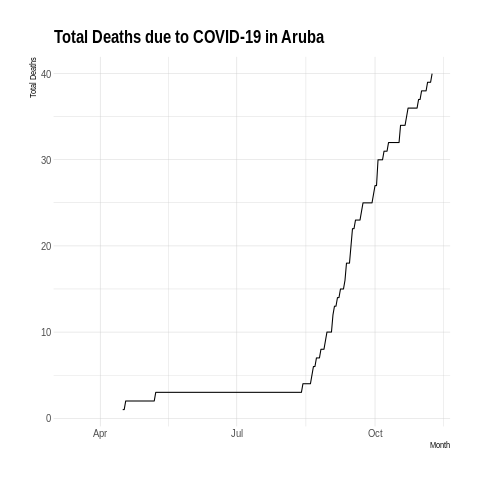 Total Deaths due to COVID-19 in Aruba
Total Deaths
40
30
20
10
0
Apr
Jul
Oct
Month